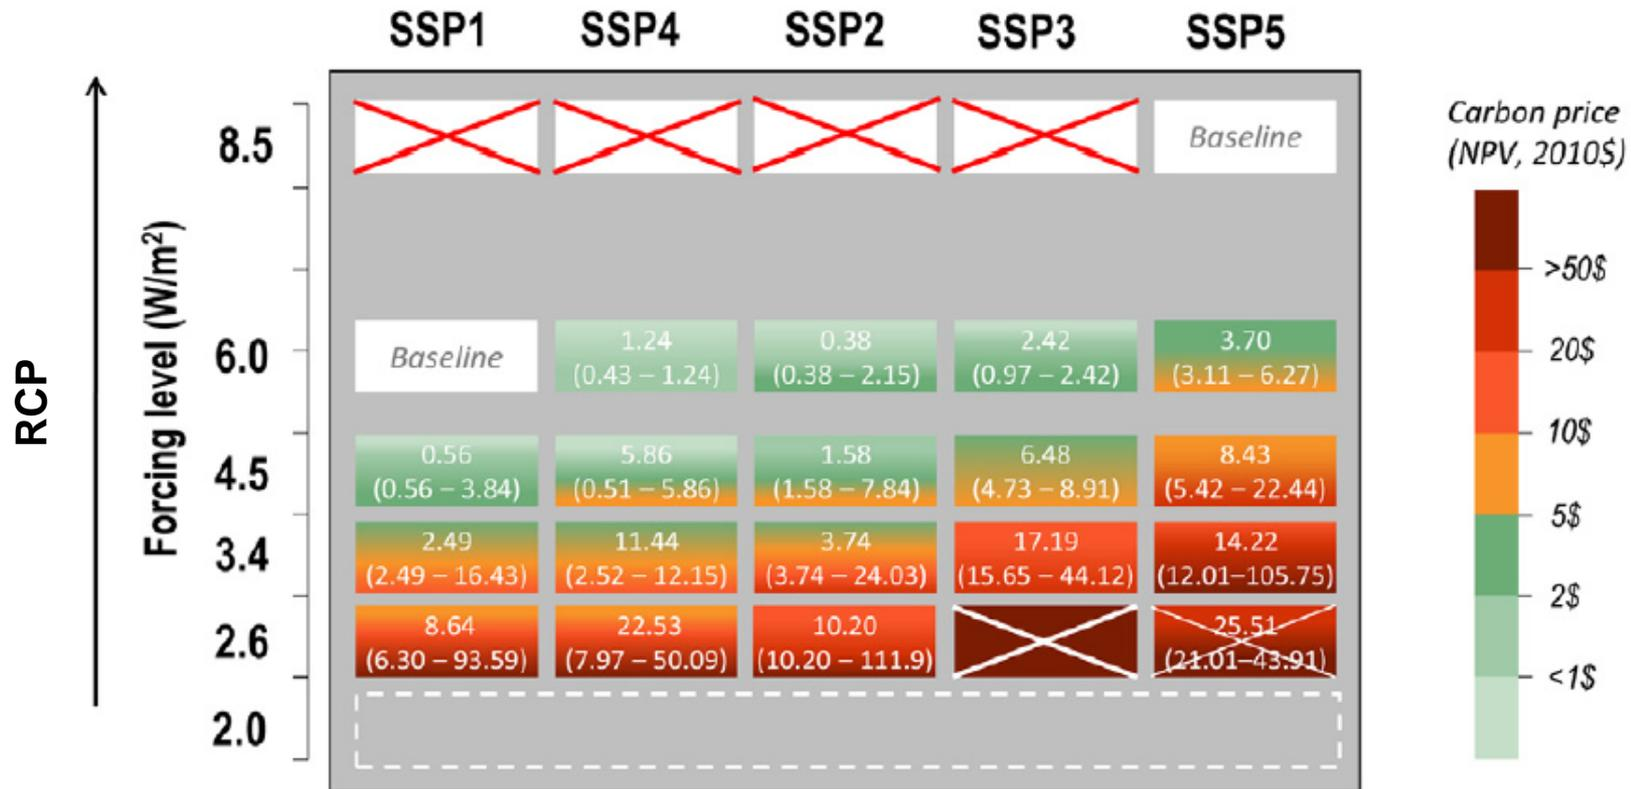 SSP1 SSP4 SSP2 SSP3 SSP5
Carbon price
(NPV, 2010$)
8.5 Baseline
>50$
20$
10$
5$
2$
<1$
RCP
Forcing level (W/m²)
6.0 Baseline 1.24 0.38 2.42 3.70
(0.43 – 1.24) (0.38 – 2.15) (0.97 – 2.42) (3.11 – 6.27)
4.5 0.56 5.86 1.58 6.48 8.43
(0.56 – 3.84) (0.51 – 5.86) (1.58 – 7.84) (4.73 – 8.91) (5.42 – 22.44)
3.4 2.49 11.44 3.74 17.19 14.22
(2.49 – 16.43) (2.52 – 12.15) (3.74 – 24.03) (15.65 – 44.12) (12.01–105.75)
2.6 8.64 22.53 10.20 25.51
(6.30 – 93.59) (7.97 – 50.09) (10.20 – 111.9) (21.01–43.91)
2.0